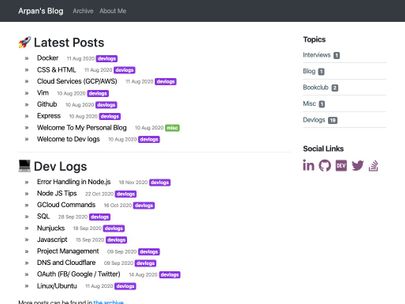 Arpan's Blog Archive About Me
Latest Posts
» Docker 11 Aug 2020 devlogs
» CSS & HTML 11 Aug 2020 devlogs
» Cloud Services (GCP/AWS) 11 Aug 2020 devlogs
» Vim 10 Aug 2020 devlogs
» Github 10 Aug 2020 devlogs
» Express 10 Aug 2020 devlogs
» Welcome To My Personal Blog 10 Aug 2020 misc
» Welcome to Dev logs 10 Aug 2020 devlogs
Dev Logs
» Error Handling in Node.js 18 Nov 2020 devlogs
» Node JS Tips 22 Oct 2020 devlogs
» GCloud Commands 16 Oct 2020 devlogs
» SQL 28 Sep 2020 devlogs
» Nunjucks 18 Sep 2020 devlogs
» Javascript 15 Sep 2020 devlogs
» Project Management 09 Sep 2020 devlogs
» DNS and Cloudflare 09 Sep 2020 devlogs
» OAuth (FB/ Google / Twitter) 14 Aug 2020 devlogs
» Linux/Ubuntu 11 Aug 2020 devlogs
More posts can be found in the archive
Topics
Interviews 1
Blog 1
Bookclub 2
Misc 1
Devlogs 19
Social Links
in DEV